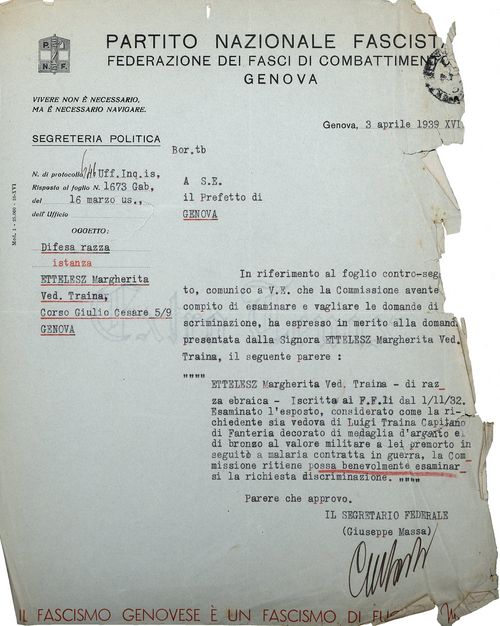 P. N. F.
PARTITO NAZIONALE FASCIST
FEDERAZIONE DEI FASCI DI COMBATTIMENT
GENOVA
VIVERE NON È NECESSARIO,
MA È NECESSARIO NAVIGARE.
Genova, 3 aprile 1939 XVI
SEGRETERIA POLITICA
Bor.tb
N. di protocollo Uff.Inq.is,
Risposta al foglio N. 1673 Gab,
del 16 marzo us.,
dell'Ufficio
A S.E.
il Prefetto di
GENOVA
OGGETTO:
Difesa razza
istanza
ETTELESZ Margherita
Ved. Traina,
Corso Giulio Cesare 5/9
GENOVA
In riferimento al foglio contro-seg
to, comunico a V.E. che la Commissione avente
compito di esaminare e vagliare le domande di
scriminazione, ha espresso in merito alla domand
presentata dalla Signora ETTELESZ Margherita Ved.
Traina, il seguente parere :
""""
ETTELESZ Margherita Ved. Traina - di raz_
za ebraica - Iscritta ai F.F.li dal 1/11/32.
Esaminato l'esposto, considerato come la ri-
chiedente sia vedova di Luigi Traina Capitano
di Fanteria decorato di medaglia d'argento e
di bronzo al valore militare a lei premorto in
seguito a malaria contratta in guerra, la Com_
missione ritiene possa benevolmente esaminar_
si la richiesta discriminazione. """"
Parere che approvo.
IL SEGRETARIO FEDERALE
(Giuseppe Massa)
IL FASCISMO GENOVESE È UN FASCISMO DI FU